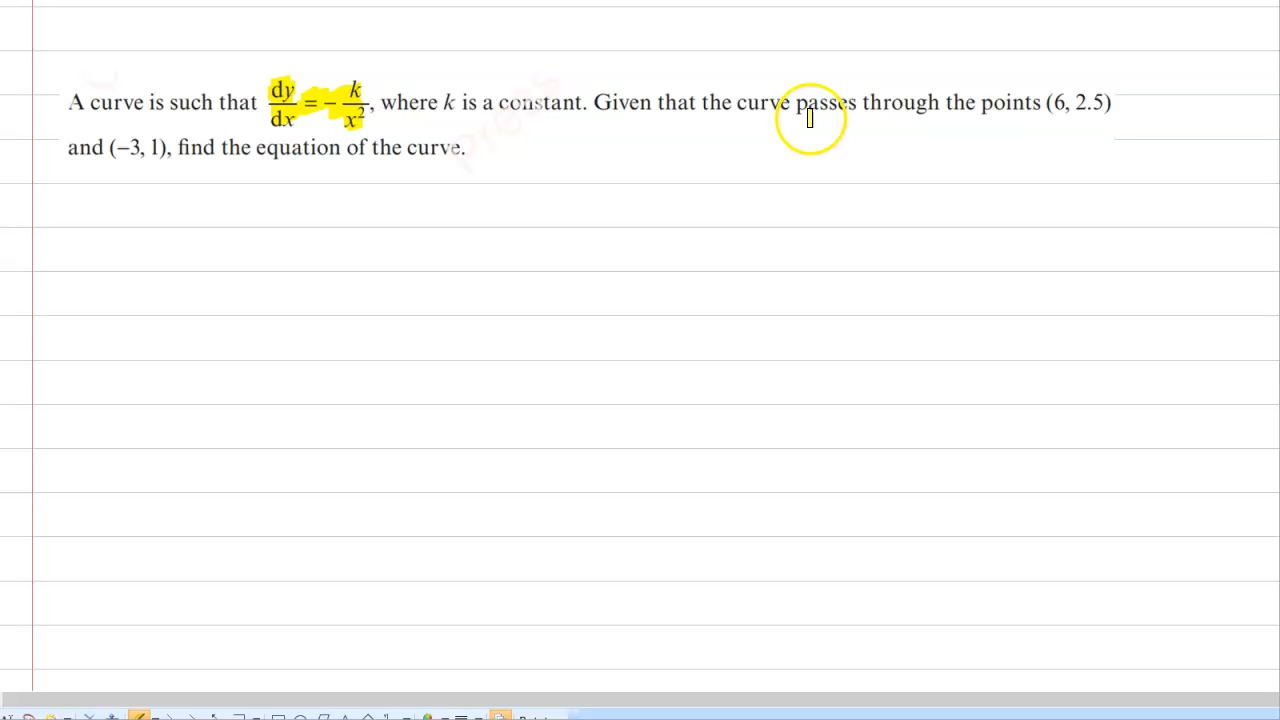 A curve is such that dy/dx = − k/x², where k is a constant. Given that the curve passes through the points (6, 2.5)
and (−3, 1), find the equation of the curve.